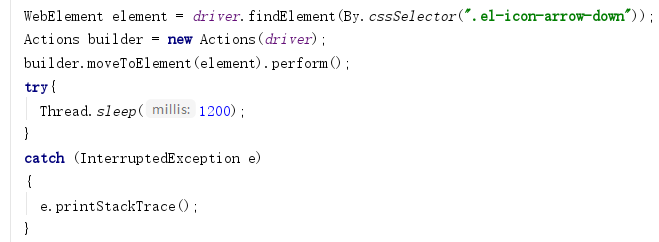 WebElement element = driver.findElement(By.cssSelector(".el-icon-arrow-down"));
Actions builder = new Actions(driver);
builder.moveToElement(element).perform();
try{
Thread.sleep( millis: 1200);
}
catch (InterruptedException e)
{
e.printStackTrace();
}